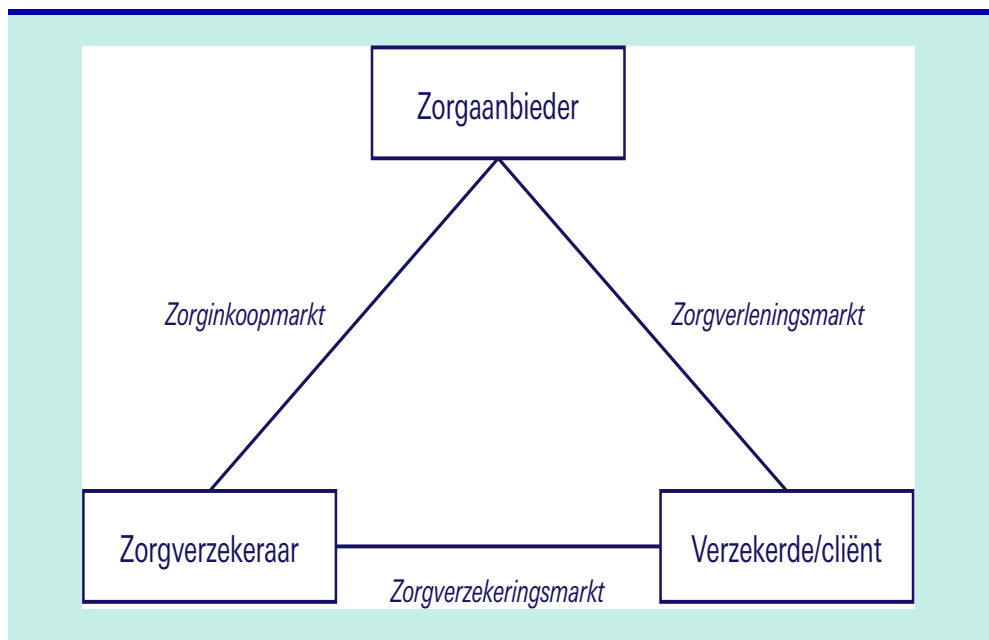 Zorgaanbieder
Zorginkoopmarkt
Zorgverleningsmarkt
Zorgverzekeraar
Verzekerde/cliënt
Zorgverzekeringsmarkt